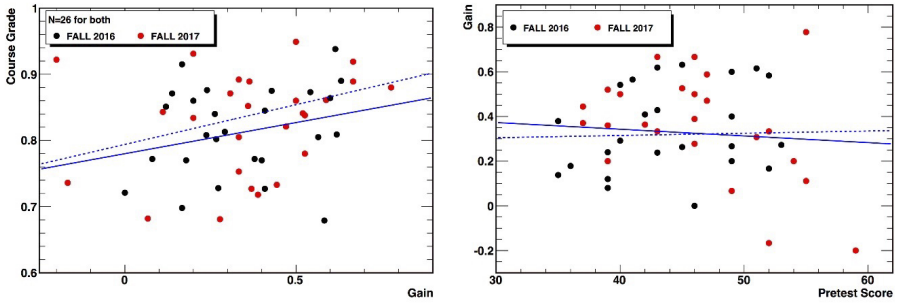 N=26 for both
FALL 2016
FALL 2017
Course Grade
1
0.9
0.8
0.7
0.6
0
0.5
Gain
FALL 2016
FALL 2017
Gain
0.8
0.6
0.4
0.2
0
-0.2
30
40
50
60
Pretest Score